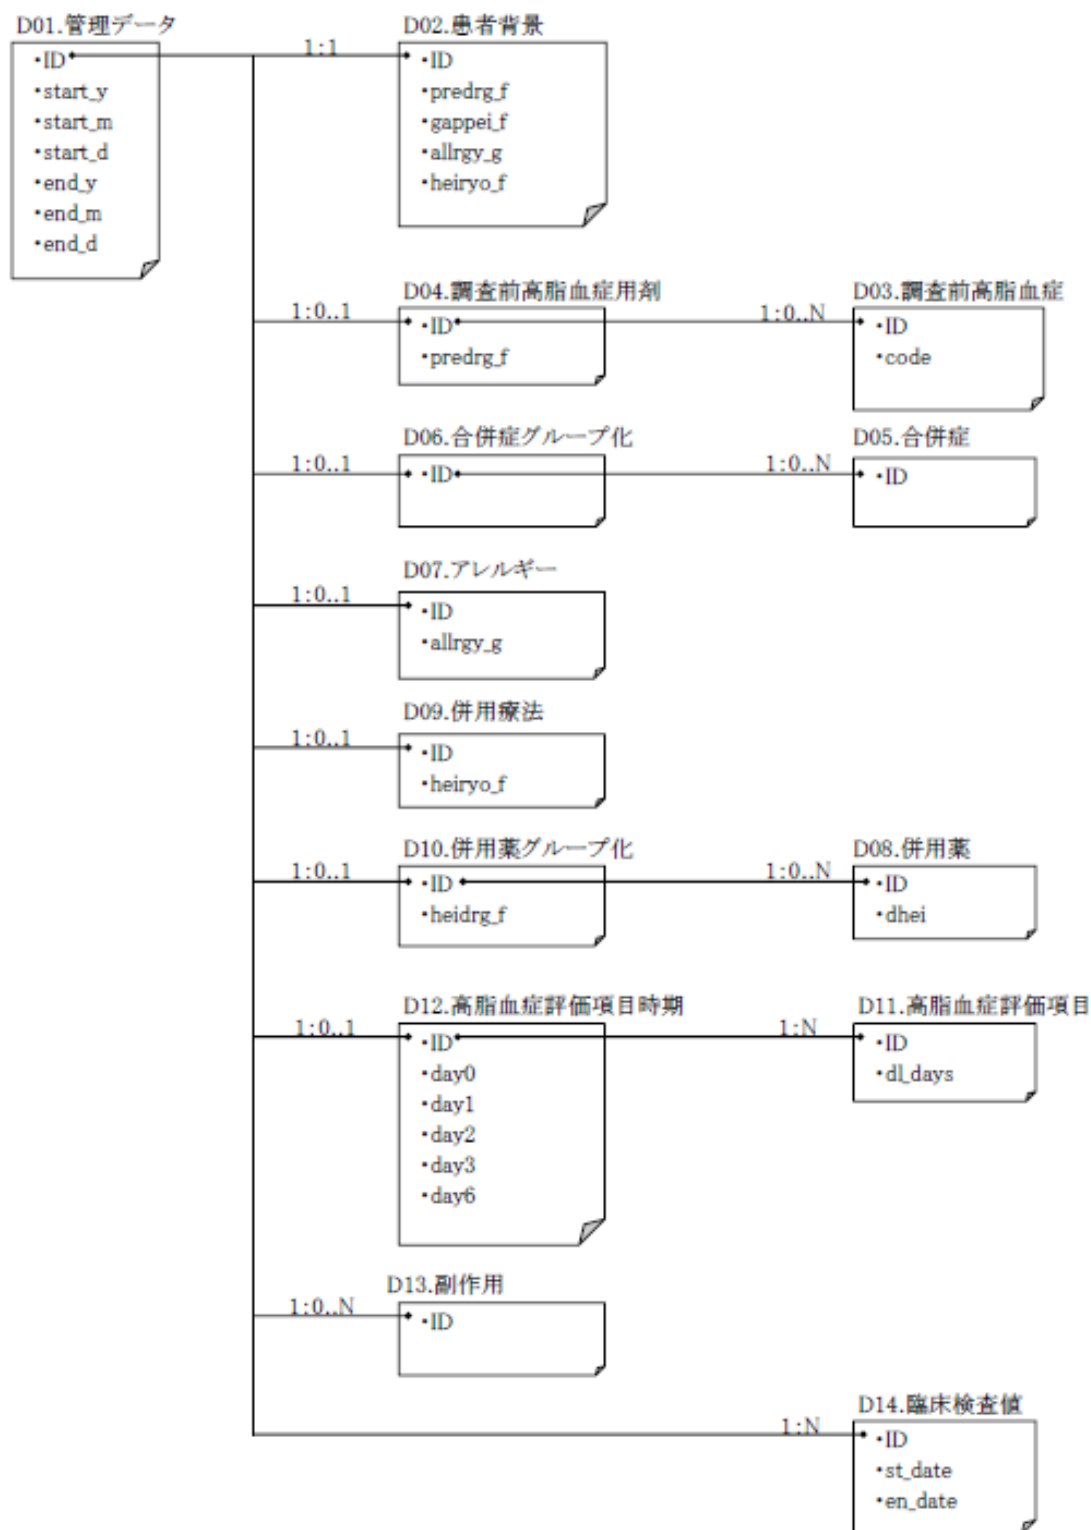 D01.管理データ
・ID
・start_y
・start_m
・start_d
・end_y
・end_m
・end_d
1:1
D02.患者背景
・ID
・predrg_f
・gappei_f
・allrgy_g
・heiryo_f
1:0..1
D04.調査前高脂血症用剤
・ID
・predrg_f
1:0..N
D03.調査前高脂血症
・ID
・code
1:0..1
D06.合併症グループ化
・ID
1:0..N
D05.合併症
・ID
1:0..1
D07.アレルギー
・ID
・allrgy_g
1:0..1
D09.併用療法
・ID
・heiryo_f
1:0..1
D10.併用薬グループ化
・ID
・heidrg_f
1:0..N
D08.併用薬
・ID
・dhei
1:0..1
D12.高脂血症評価項目時期
・ID
・day0
・day1
・day2
・day3
・day6
1:N
D11.高脂血症評価項目
・ID
・dl_days
1:0..N
D13.副作用
・ID
1:N
D14.臨床検査値
・ID
・st_date
・en_date